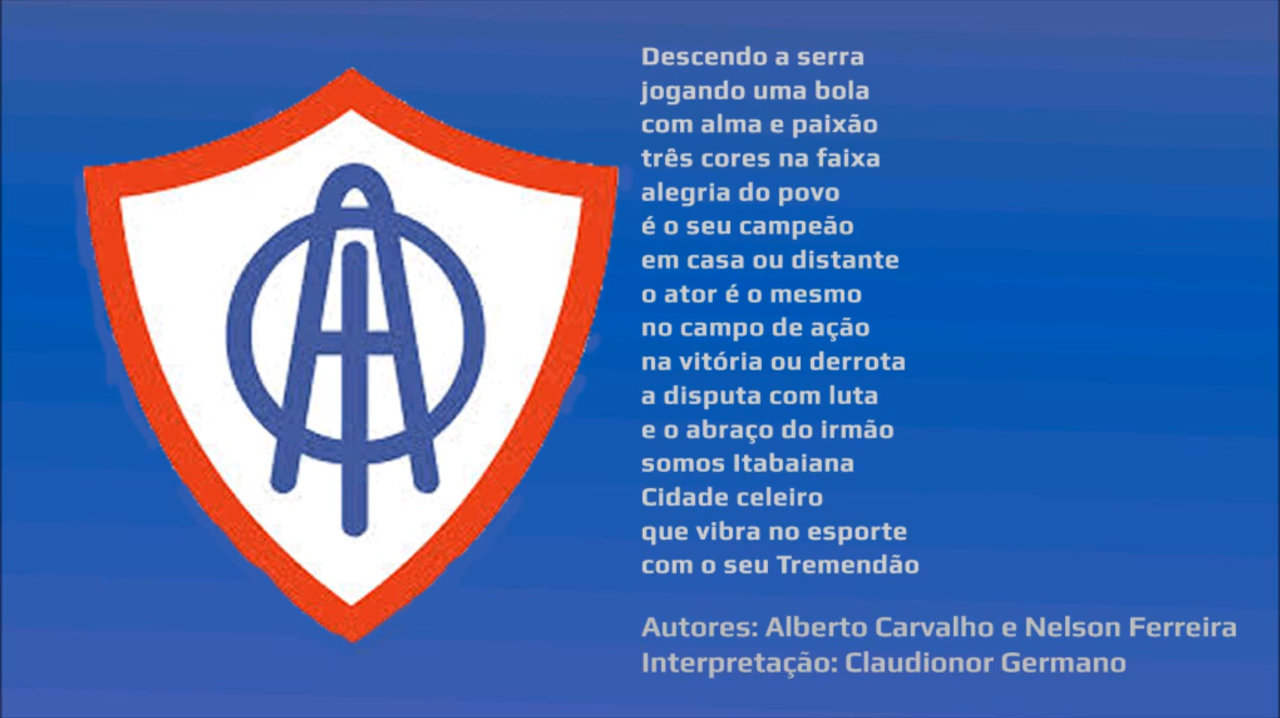 Descendo a serra
jogando uma bola
com alma e paixão
três cores na faixa
alegria do povo
é o seu campeão
em casa ou distante
o ator é o mesmo
no campo de ação
na vitória ou derrota
a disputa com luta
e o abraço do irmão
somos Itabaiana
Cidade celeiro
que vibra no esporte
com o seu Tremendão
Autores: Alberto Carvalho e Nelson Ferreira
Interpretação: Claudionor Germano